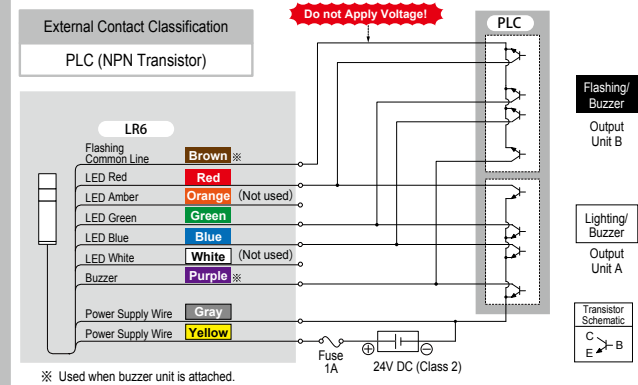 External Contact Classification
PLC (NPN Transistor)
Do not Apply Voltage!
PLC
LR6
Flashing
Common Line
Brown ※
LED Red
Red
LED Amber
Orange (Not used)
LED Green
Green
LED Blue
Blue
LED White
White (Not used)
Buzzer
Purple ※
Power Supply Wire
Gray
Power Supply Wire
Yellow
Fuse
1A
⊕ ⊖
24V DC (Class 2)
※ Used when buzzer unit is attached.
Flashing/
Buzzer
Output
Unit B
Lighting/
Buzzer
Output
Unit A
Transistor
Schematic
C
B
E